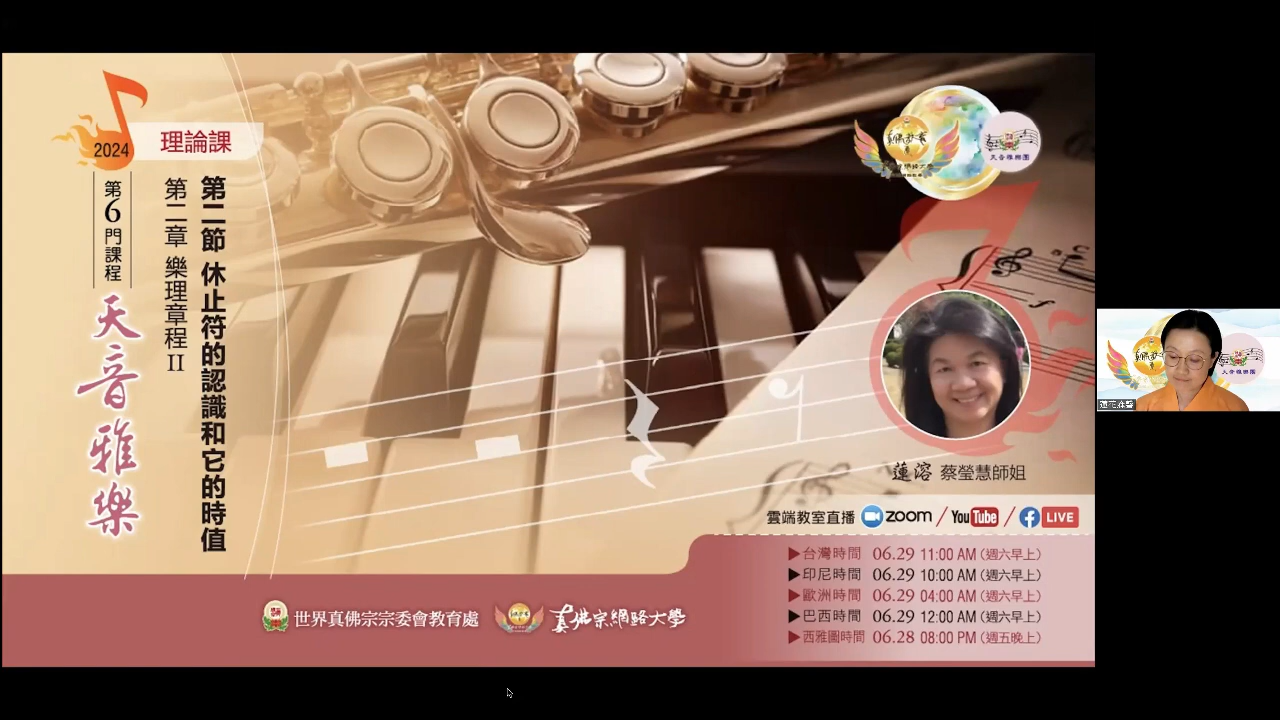 2024
理論課
第6門課程
天音雅樂
第二章 樂理章程 II
第二節 休止符的認識和它的時值
天音雅樂團
蓮溶 蔡瑩慧師姐
雲端教室直播 zoom / YouTube / LIVE
▶台灣時間 06.29 11:00 AM (週六早上)
▶印尼時間 06.29 10:00 AM (週六早上)
▶歐洲時間 06.29 04:00 AM (週六早上)
▶巴西時間 06.29 12:00 AM (週六早上)
▶西雅圖時間 06.28 08:00 PM (週五晚上)
世界真佛宗宗委會教育處
真佛宗網路大學
天音雅樂團